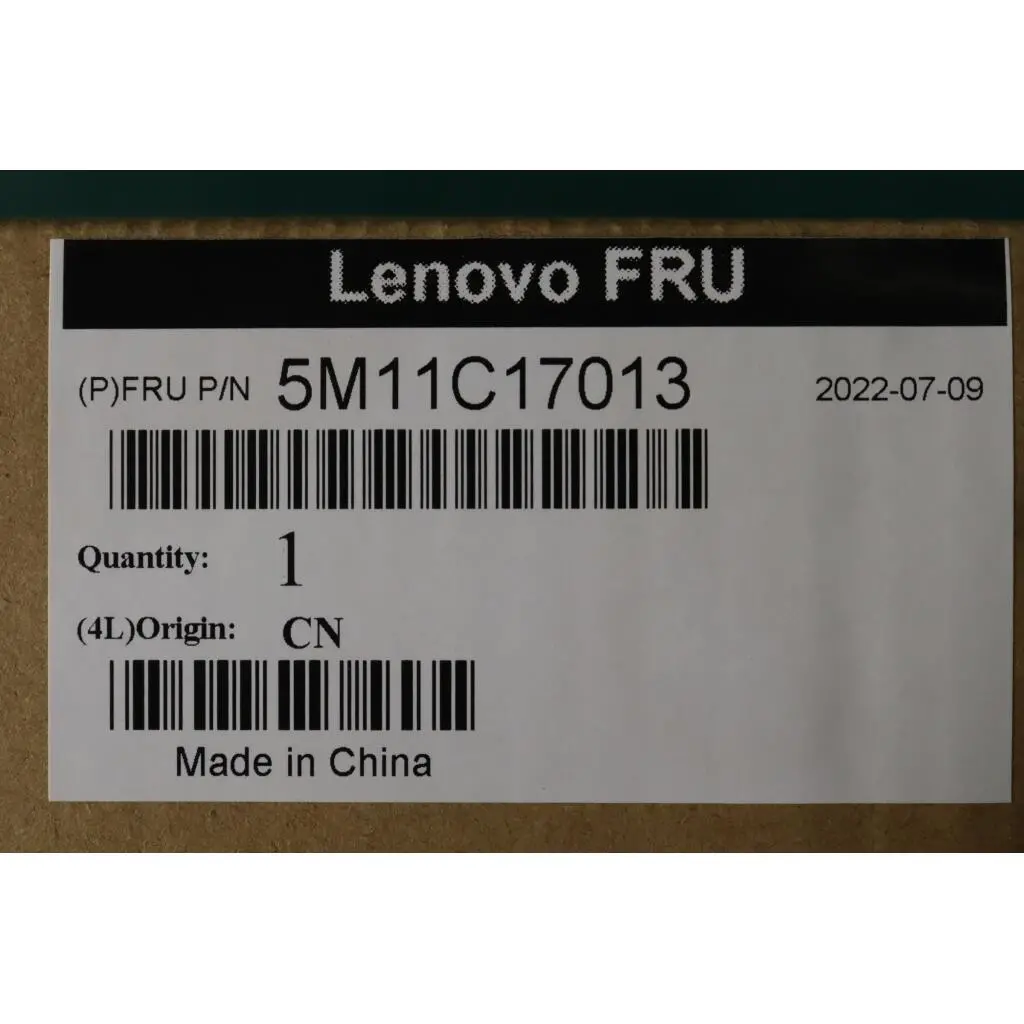 Lenovo FRU
(P)FRU P/N 5M11C17013 2022-07-09
Quantity: 1
(4L)Origin: CN
Made in China